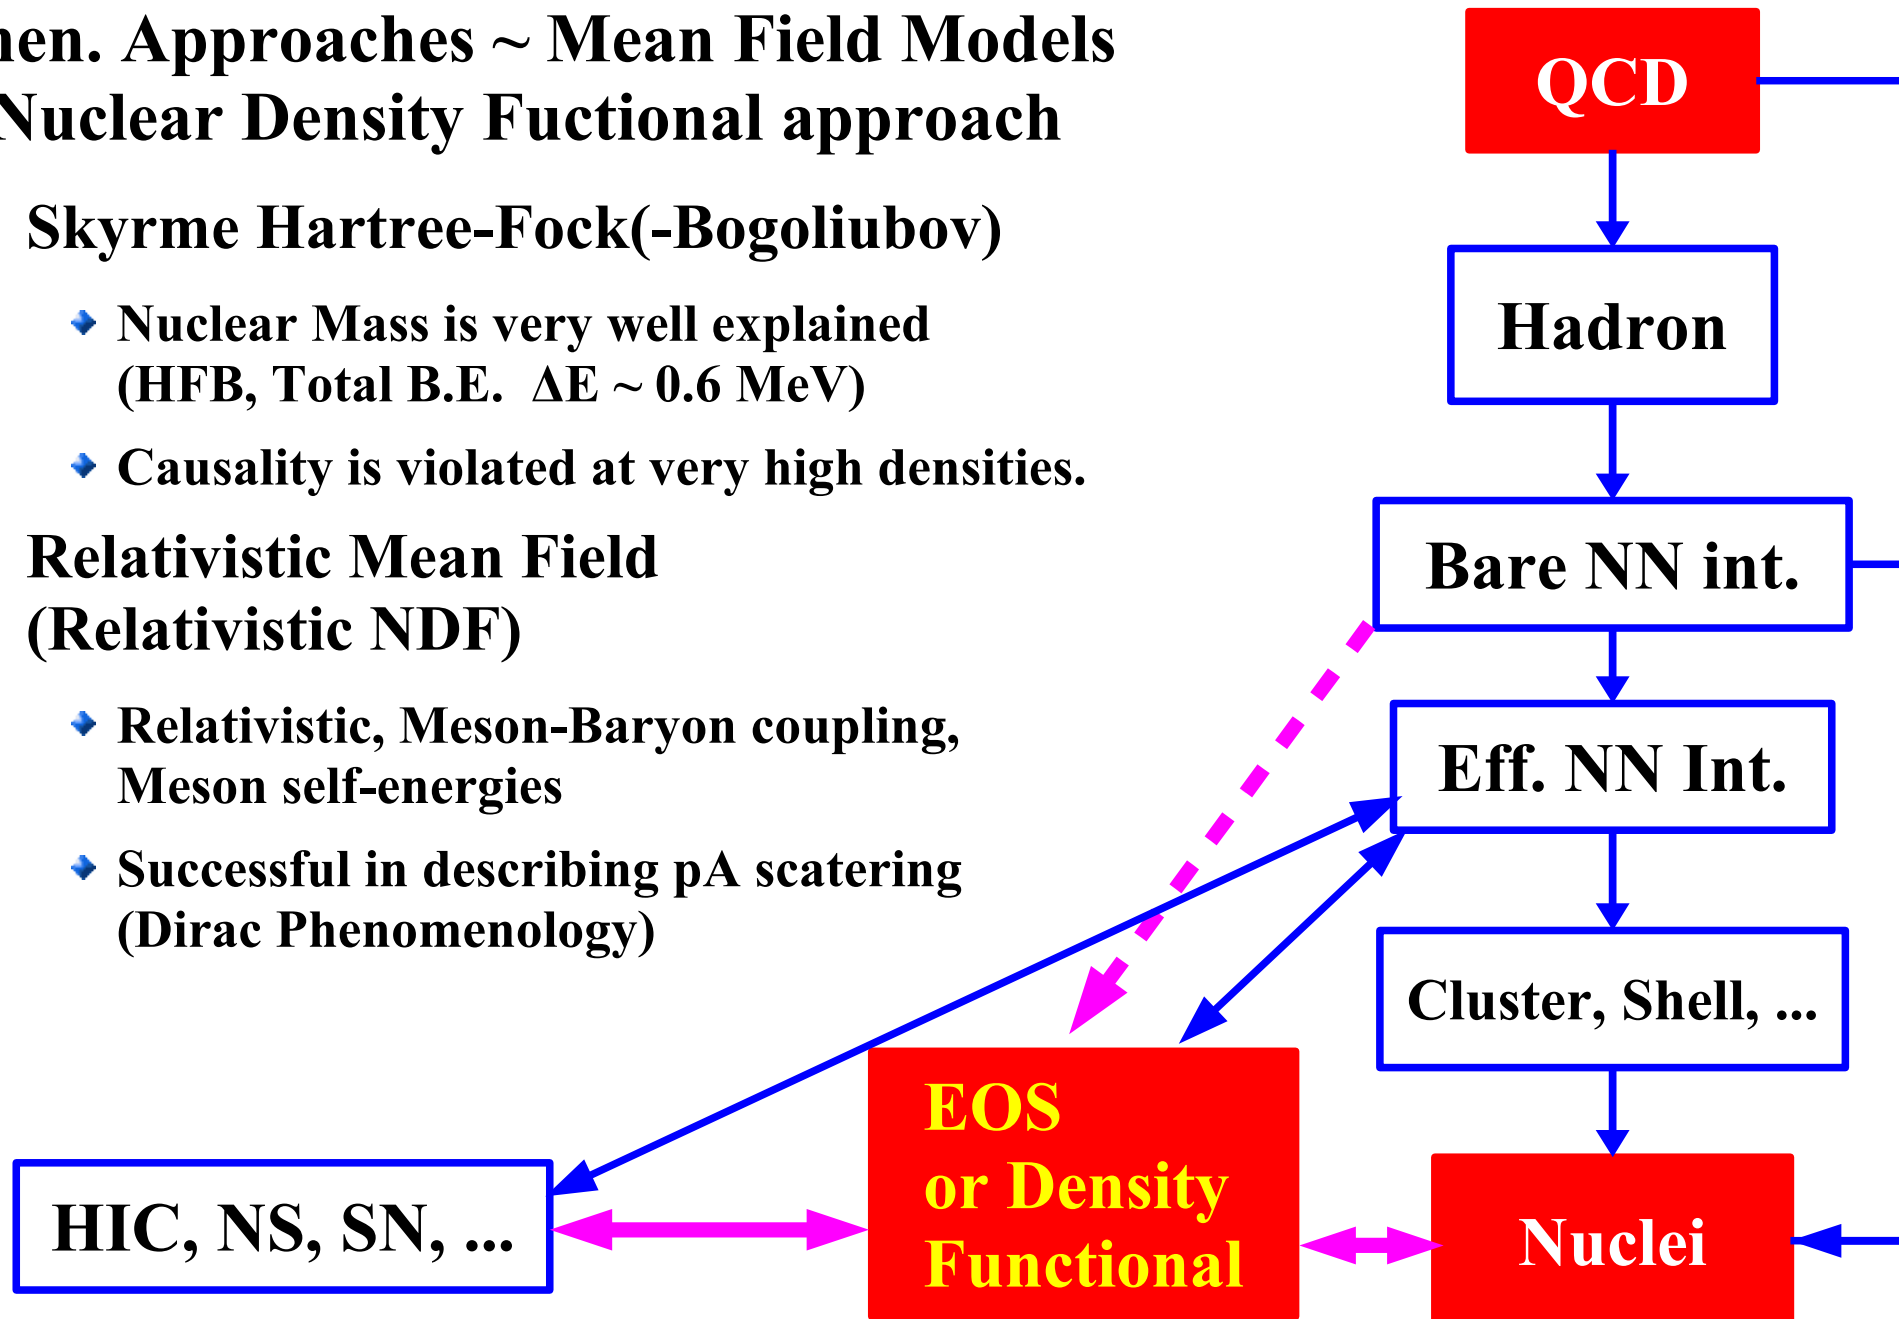 hen. Approaches ~ Mean Field Models
Nuclear Density Fuctional approach
Skyrme Hartree-Fock(-Bogoliubov)
Nuclear Mass is very well explained
(HFB, Total B.E. ΔE ~ 0.6 MeV)
Causality is violated at very high densities.
Relativistic Mean Field
(Relativistic NDF)
Relativistic, Meson-Baryon coupling,
Meson self-energies
Successful in describing pA scatering
(Dirac Phenomenology)
QCD
Hadron
Bare NN int.
Eff. NN Int.
Cluster, Shell, ...
Nuclei
EOS
or Density
Functional
HIC, NS, SN, ...